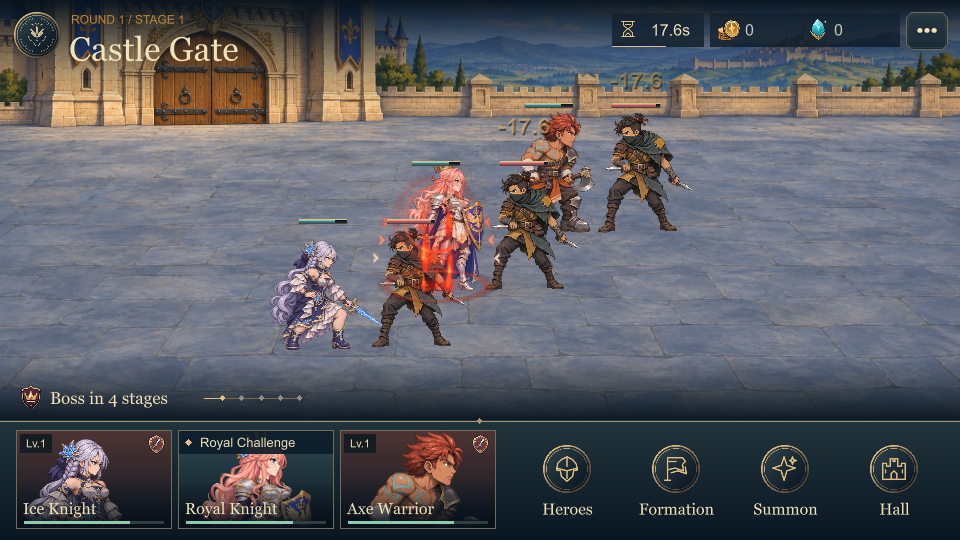 ROUND 1 / STAGE 1
Castle Gate
17.6s
0
0
-17.6
-17.6
Boss in 4 stages
Lv.1
Ice Knight
Royal Challenge
Royal Knight
Lv.1
Axe Warrior
Heroes
Formation
Summon
Hall